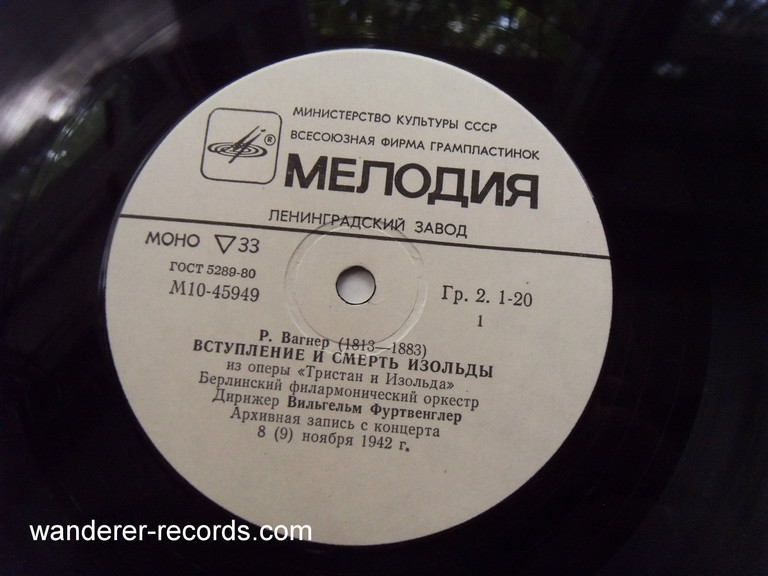 МИНИСТЕРСТВО КУЛЬТУРЫ СССР
ВСЕСОЮЗНАЯ ФИРМА ГРАМПЛАСТИНОК
®
МЕЛОДИЯ
ЛЕНИНГРАДСКИЙ ЗАВОД
МОНО ▽33
ГОСТ 5289-80
М10-45949
Гр. 2. 1-20
1
Р. Вагнер (1813—1883)
ВСТУПЛЕНИЕ И СМЕРТЬ ИЗОЛЬДЫ
из оперы «Тристан и Изольда»
Берлинский филармонический оркестр
Дирижер Вильгельм Фуртвенглер
Архивная запись с концерта
8 (9) ноября 1942 г.
wanderer-records.com